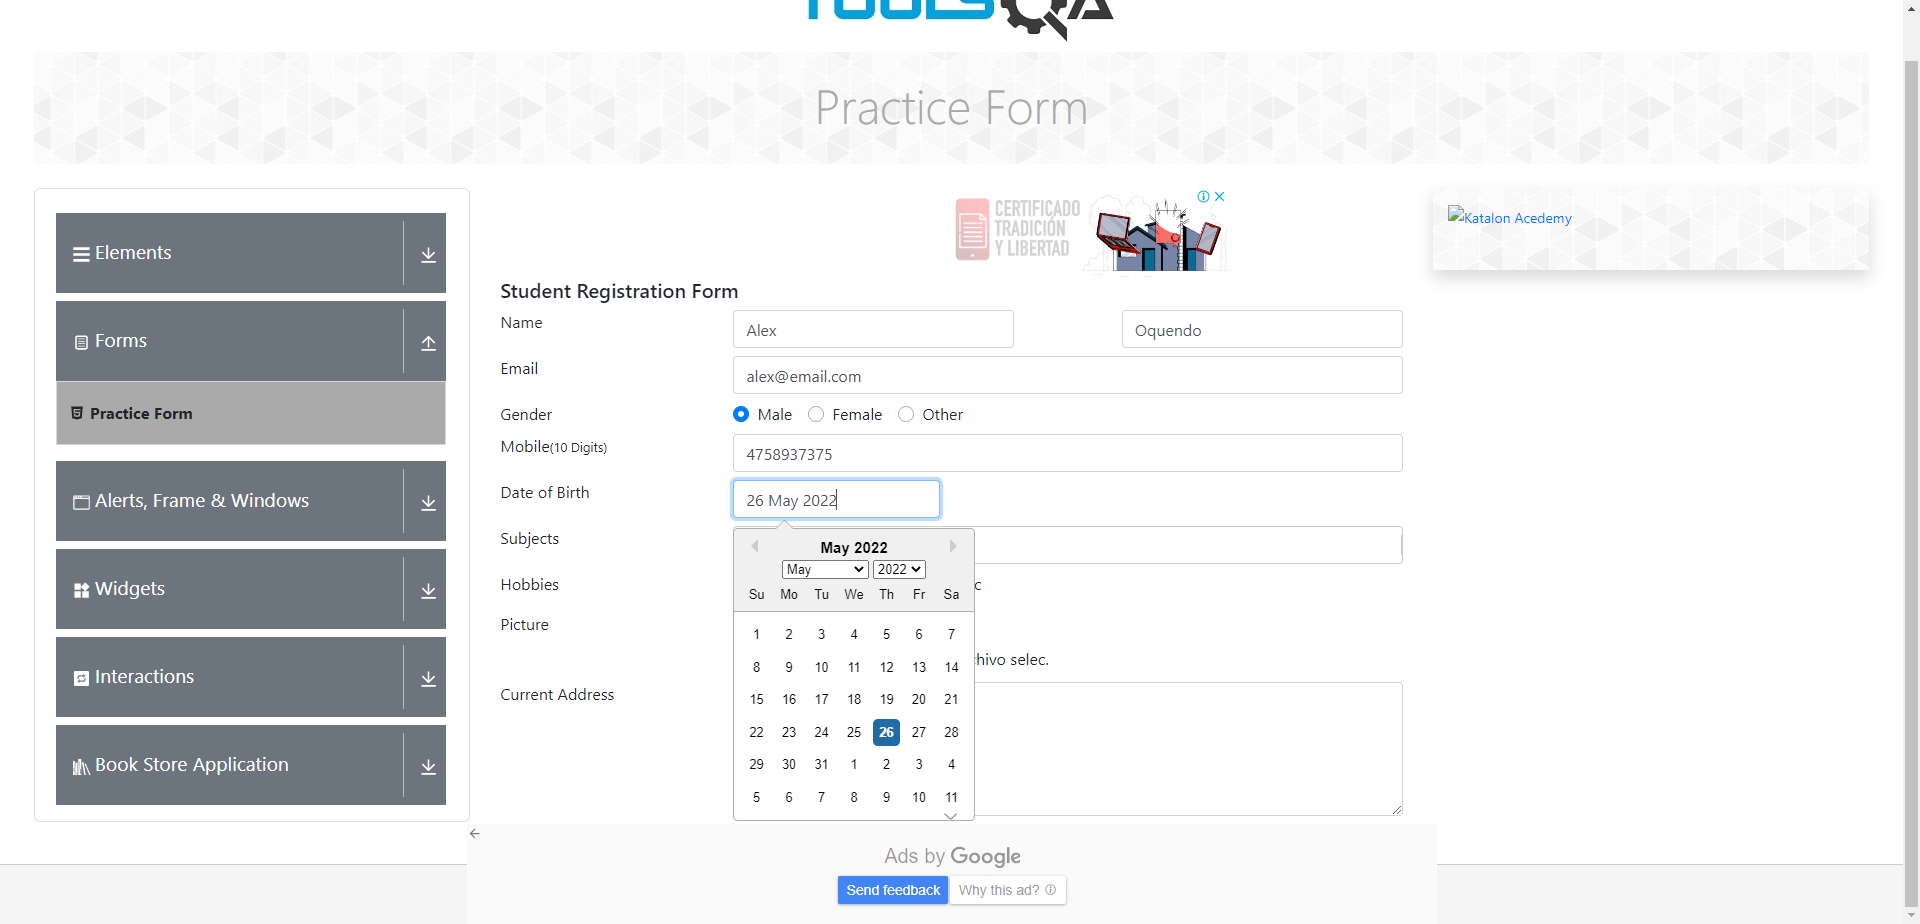 TOOLSQA
Practice Form
Elements
Forms
Practice Form
Alerts, Frame & Windows
Widgets
Interactions
Book Store Application
CERTIFICADO
TRADICIÓN
Y LIBERTAD
Katalon Acedemy
Student Registration Form
Name Alex Oquendo
Email alex@email.com
Gender Male Female Other
Mobile(10 Digits) 4758937375
Date of Birth 26 May 2022
Subjects
Hobbies c
Picture
hivo selec.
Current Address
May 2022
May 2022
Su Mo Tu We Th Fr Sa
1 2 3 4 5 6 7
8 9 10 11 12 13 14
15 16 17 18 19 20 21
22 23 24 25 26 27 28
29 30 31 1 2 3 4
5 6 7 8 9 10 11
Ads by Google
Send feedback Why this ad?